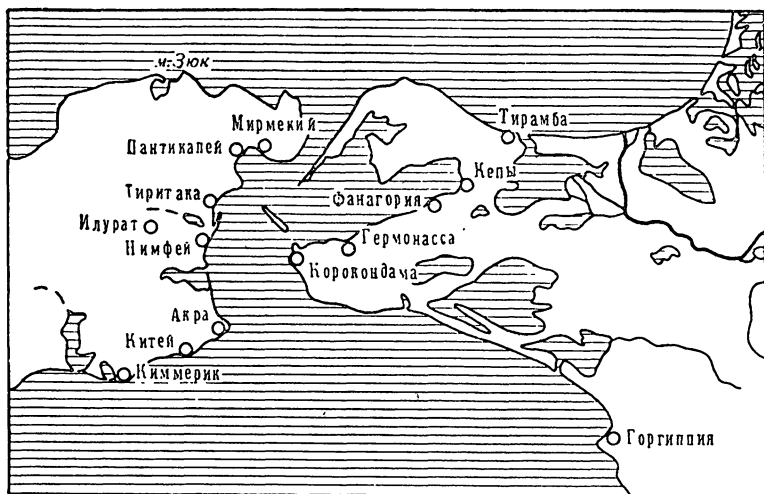 м. Зюк
Мирмекий
Пантикапей
Тирамба
Кепы
Тиритака
Фанагория
Илурат
Нимфей
Гермонасса
Корокондама
Акра
Китей
Киммерик
Горгиппия